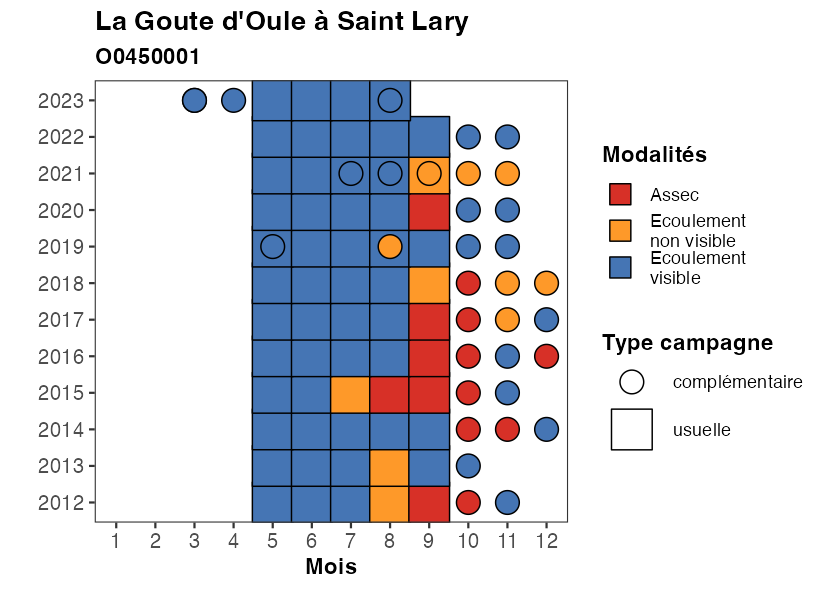 La Goute d'Oule à Saint Lary
O0450001
2023
2022
2021
2020
2019
2018
2017
2016
2015
2014
2013
2012
1 2 3 4 5 6 7 8 9 10 11 12
Mois
Modalités
Assec
Ecoulement
non visible
Ecoulement
visible
Type campagne
complémentaire
usuelle